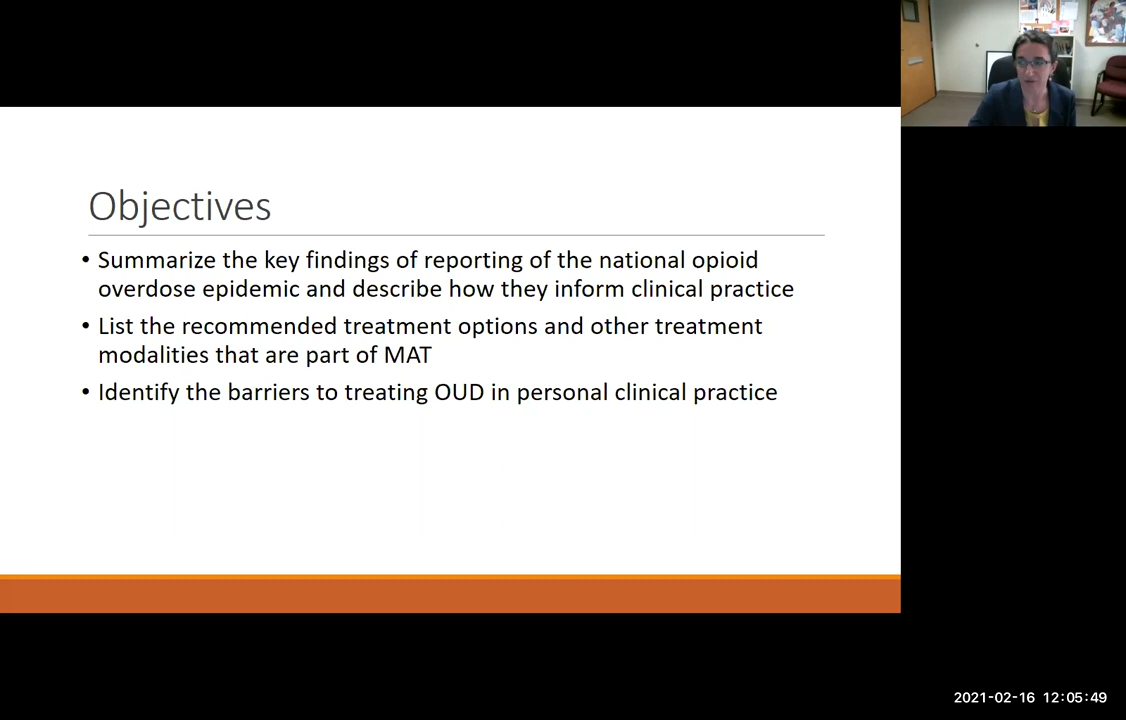 Objectives
• Summarize the key findings of reporting of the national opioid
overdose epidemic and describe how they inform clinical practice
• List the recommended treatment options and other treatment
modalities that are part of MAT
• Identify the barriers to treating OUD in personal clinical practice
2021-02-16 12:05:49